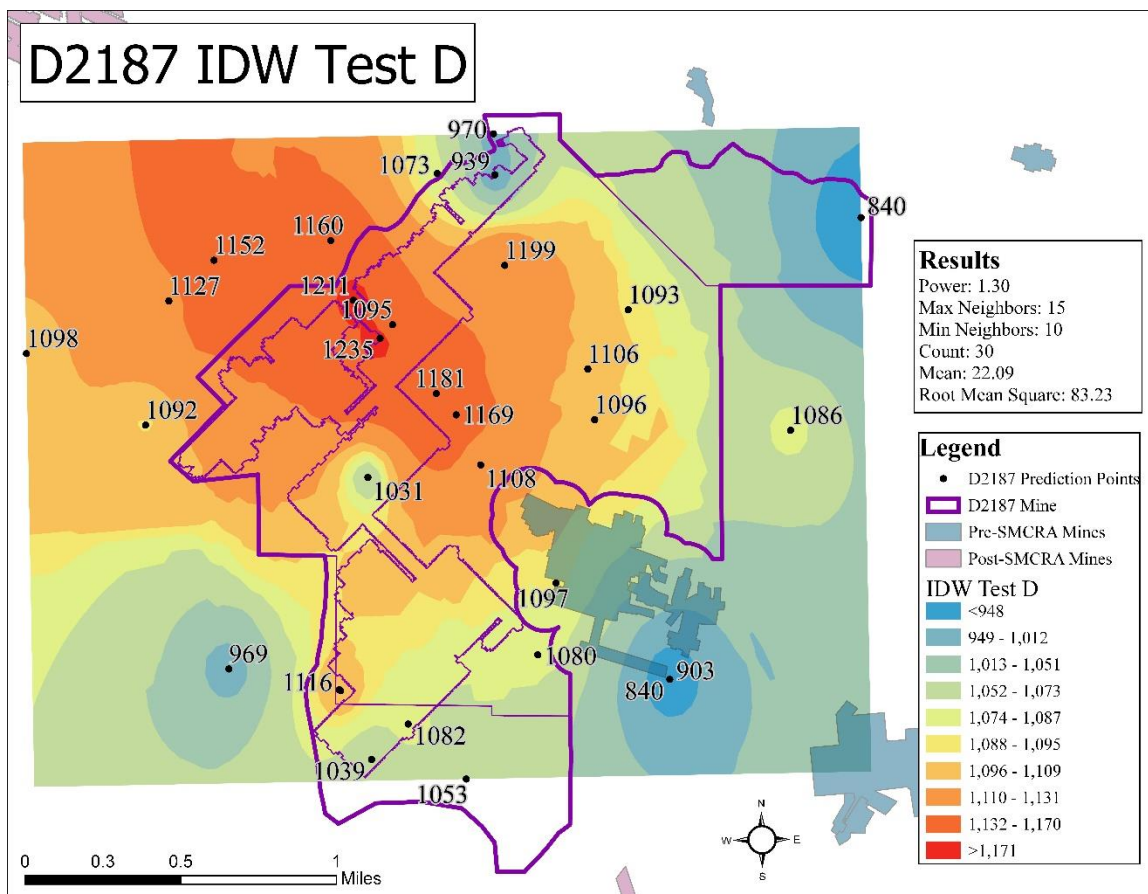 D2187 IDW Test D
970
1073
939
840
1160
1152
1199
1127
1211
1093
1095
1098
1235
1106
1181
1169
1096
1092
1086
1108
1031
1097
1080
969
903
1116
840
1082
1039
1053
Results
Power: 1.30
Max Neighbors: 15
Min Neighbors: 10
Count: 30
Mean: 22.09
Root Mean Square: 83.23
Legend
D2187 Prediction Points
D2187 Mine
Pre-SMCRA Mines
Post-SMCRA Mines
IDW Test D
<948
949 - 1,012
1,013 - 1,051
1,052 - 1,073
1,074 - 1,087
1,088 - 1,095
1,096 - 1,109
1,110 - 1,131
1,132 - 1,170
>1,171
N
W E
S
0 0.25 0.5 1
Miles